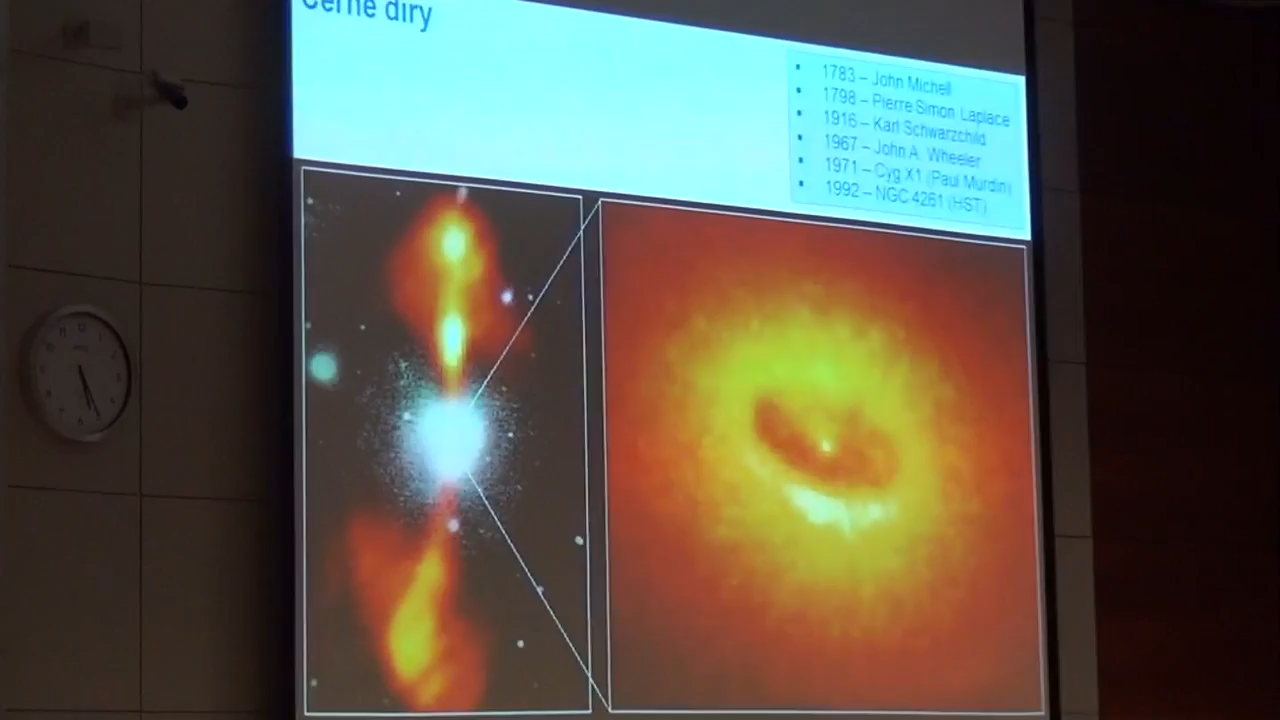 Černé díry
1783 – John Michell
1798 – Pierre Simon Laplace
1916 – Karl Schwarzchild
1967 – John A. Wheeler
1971 – Cyg X1 (Paul Murdin)
1992 – NGC 4261 (HST)